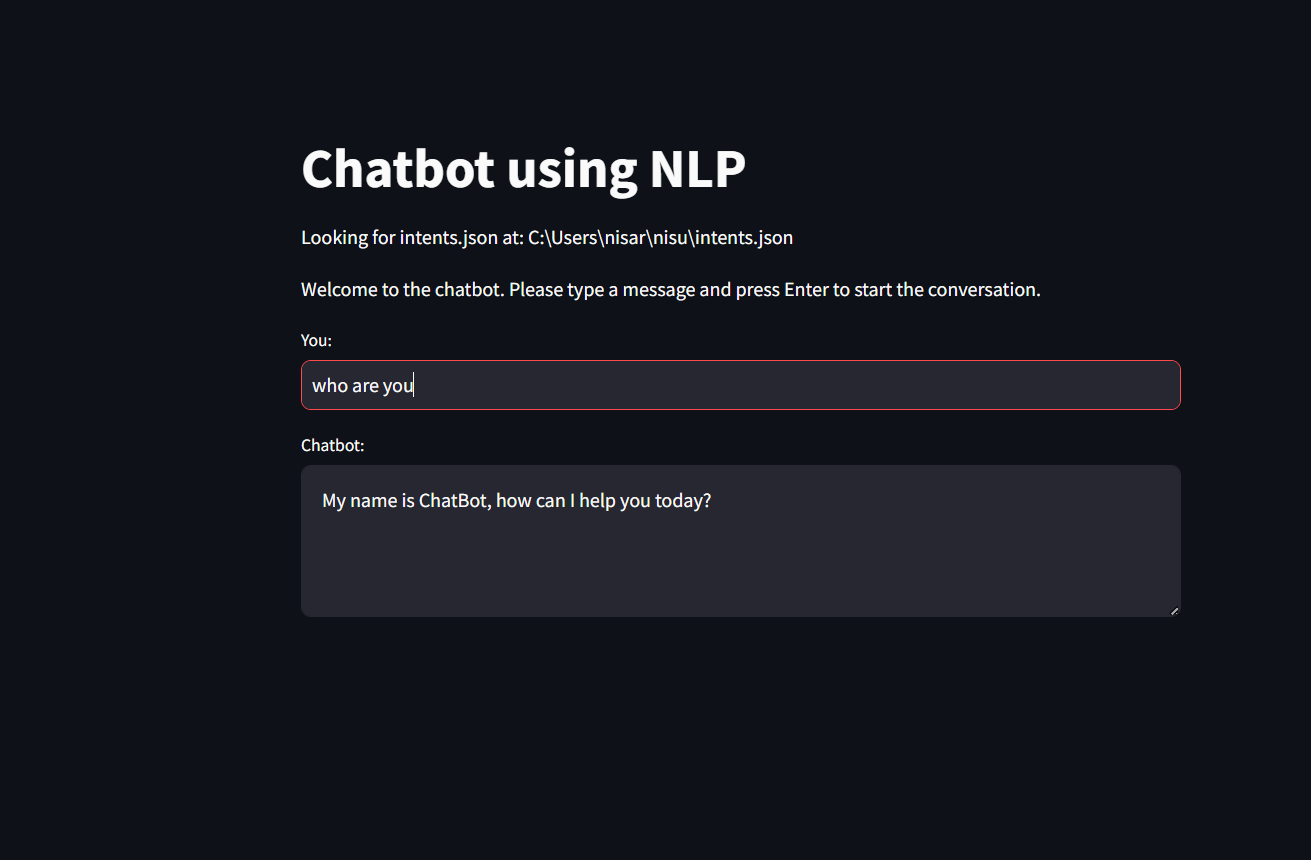 Chatbot using NLP
Looking for intents.json at: C:\Users\nisar\nisu\intents.json
Welcome to the chatbot. Please type a message and press Enter to start the conversation.
You:
who are you
Chatbot:
My name is ChatBot, how can I help you today?